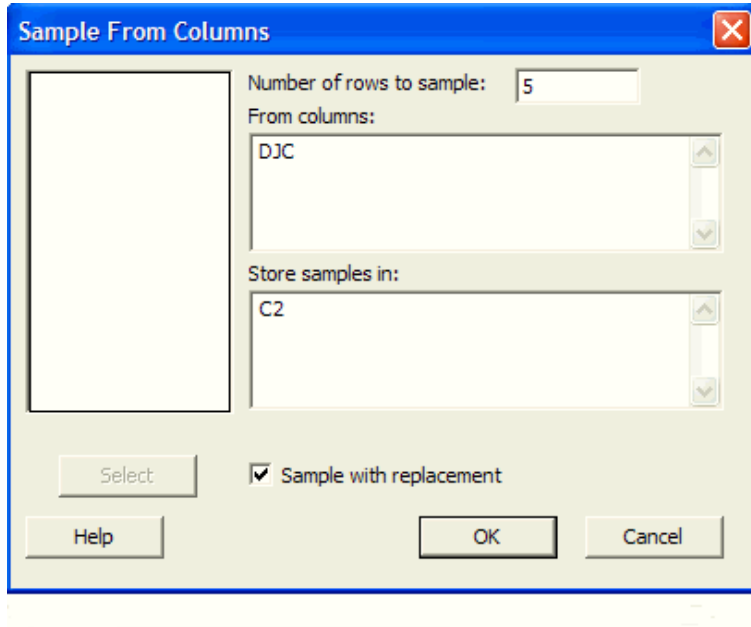 Sample From Columns
Number of rows to sample: 5
From columns:
DJC
Store samples in:
C2
Select
Sample with replacement
Help
OK
Cancel